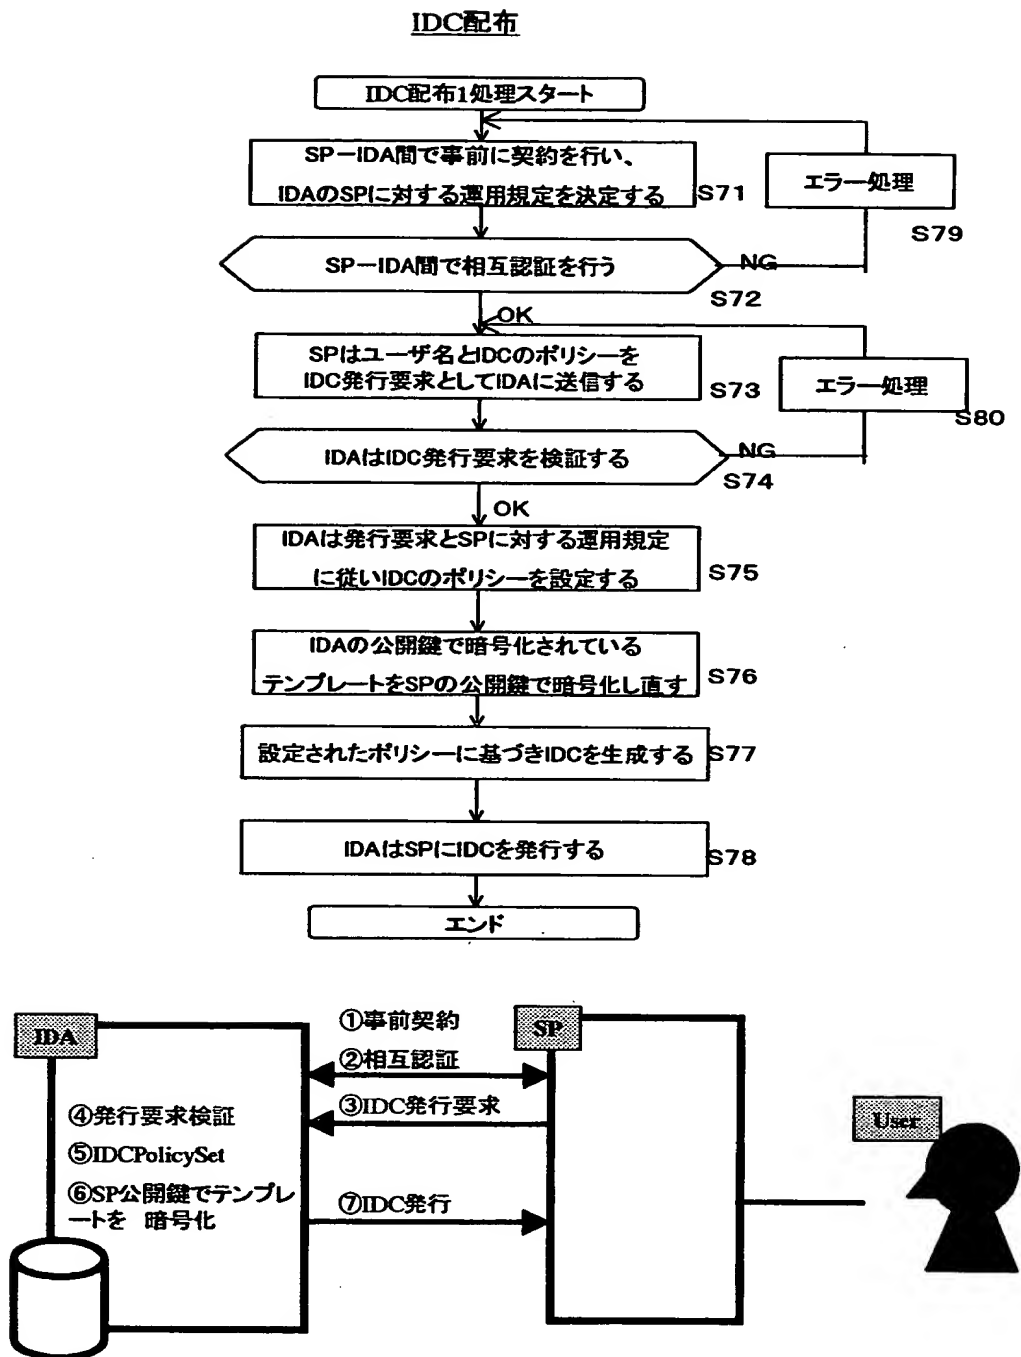 IDC配布
IDC配布1処理スタート
SP－IDA間で事前に契約を行い、
IDAのSPに対する運用規定を決定する
S71
エラー処理
S79
SP－IDA間で相互認証を行う
NG
S72
OK
SPはユーザ名とIDCのポリシーを
IDC発行要求としてIDAに送信する
S73
エラー処理
S80
IDAはIDC発行要求を検証する
NG
S74
OK
IDAは発行要求とSPに対する運用規定
に従いIDCのポリシーを設定する
S75
IDAの公開鍵で暗号化されている
テンプレートをSPの公開鍵で暗号化し直す
S76
設定されたポリシーに基づきIDCを生成する
S77
IDAはSPにIDCを発行する
S78
エンド
IDA
①事前契約
SP
②相互認証
③IDC発行要求
④発行要求検証
⑤IDCPolicySet
⑥SP公開鍵でテンプレ
ートを 暗号化
⑦IDC発行
User